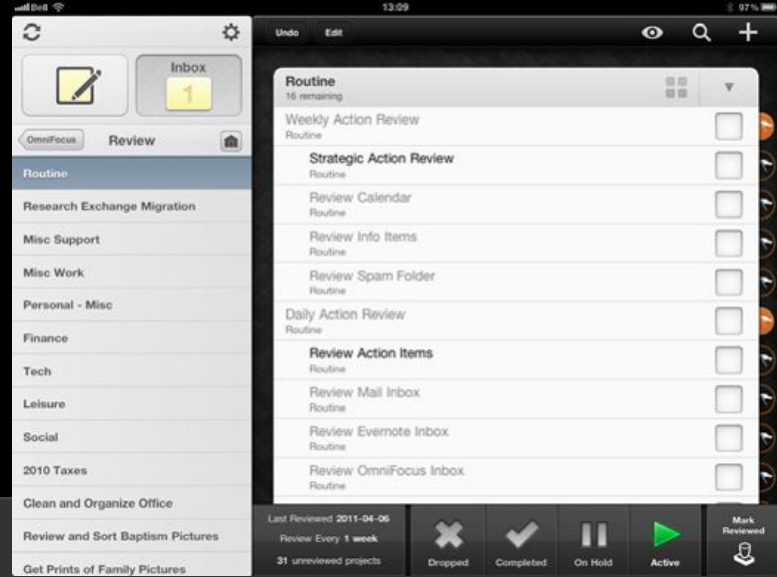 Bell 13:09 97%
Inbox
1
OmniFocus Review
Routine
Research Exchange Migration
Misc Support
Misc Work
Personal - Misc
Finance
Tech
Leisure
Social
2010 Taxes
Clean and Organize Office
Review and Sort Baptism Pictures
Get Prints of Family Pictures
Undo Edit
Routine
16 remaining
Weekly Action Review
Routine
Strategic Action Review
Routine
Review Calendar
Routine
Review Info Items
Routine
Review Spam Folder
Routine
Daily Action Review
Routine
Review Action Items
Routine
Review Mail Inbox
Routine
Review Evernote Inbox
Routine
Review OmniFocus Inbox
Routine
Last Reviewed 2011-04-06
Review Every 1 week
31 unreviewed projects
Dropped
Completed
On Hold
Active
Mark
Reviewed